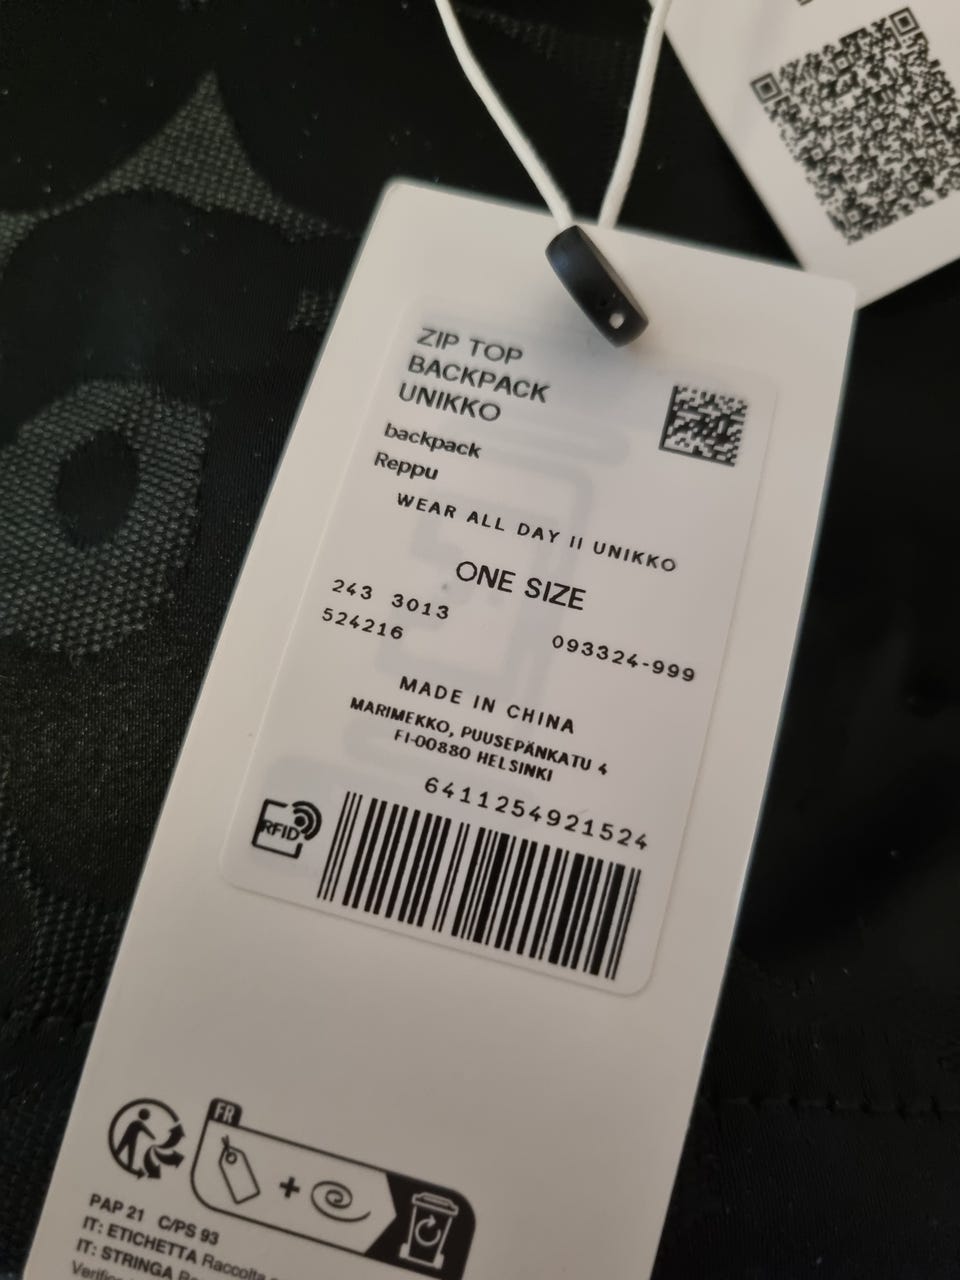 ZIP TOP
BACKPACK
UNIKKO
backpack
Reppu
WEAR ALL DAY II UNIKKO
ONE SIZE
243 3013
524216
093324-999
MADE IN CHINA
MARIMEKKO, PUUSEPÄNKATU 4
FI-00880 HELSINKI
6411254921524
RFID
FR
PAP 21 C/PS 93
IT: ETICHETTA Raccolta
IT: STRINGA